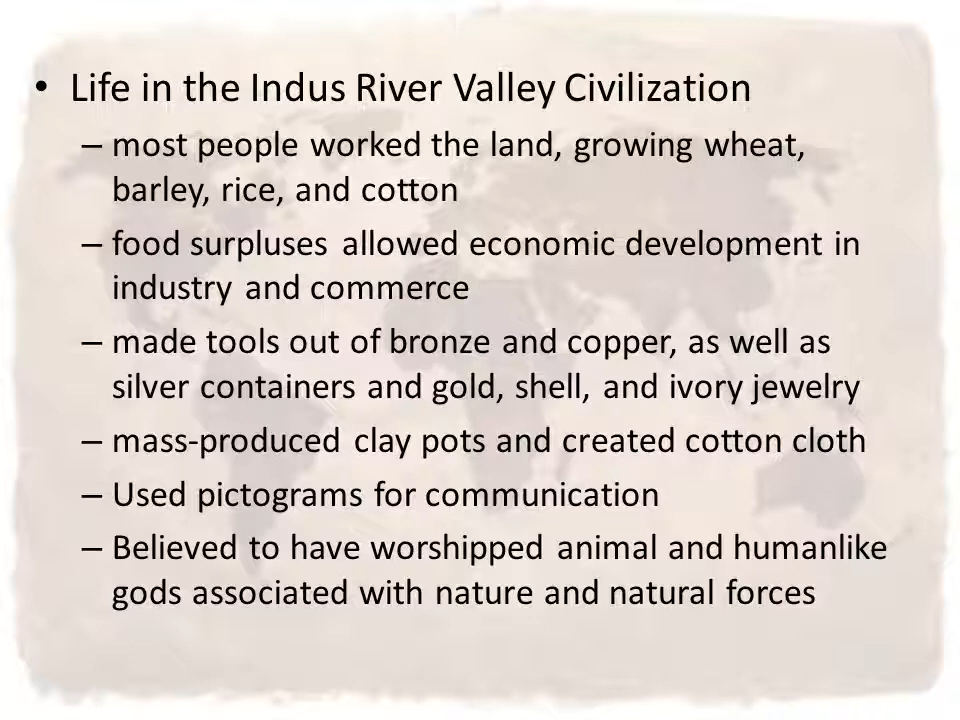 • Life in the Indus River Valley Civilization
– most people worked the land, growing wheat,
barley, rice, and cotton
– food surpluses allowed economic development in
industry and commerce
– made tools out of bronze and copper, as well as
silver containers and gold, shell, and ivory jewelry
– mass-produced clay pots and created cotton cloth
– Used pictograms for communication
– Believed to have worshipped animal and humanlike
gods associated with nature and natural forces